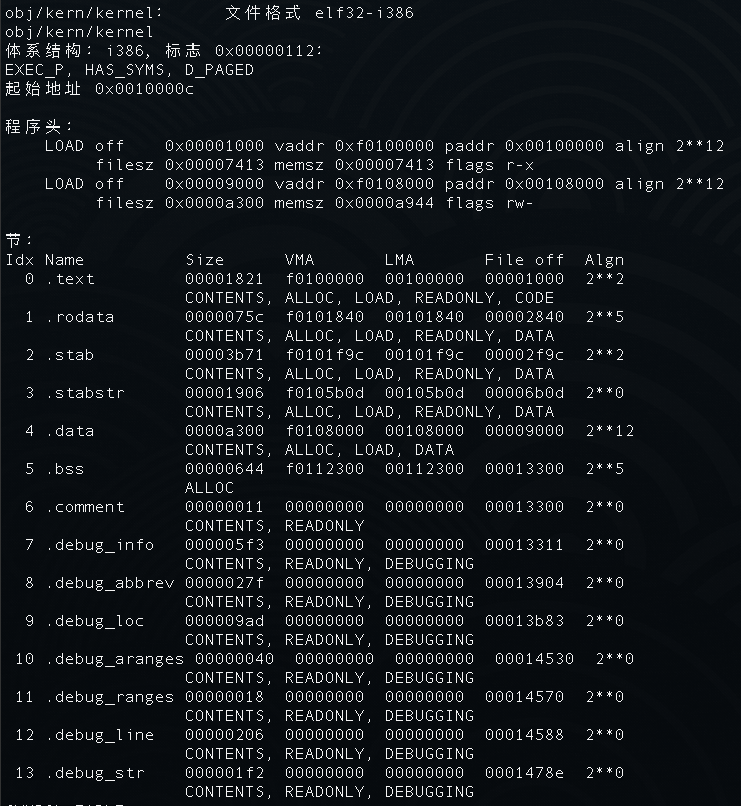 obj/kern/kernel:      文件格式 elf32-i386
obj/kern/kernel
体系结构: i386, 标志 0x00000112:
EXEC_P, HAS_SYMS, D_PAGED
起始地址 0x0010000c

程序头:
    LOAD off    0x00001000 vaddr 0xf0100000 paddr 0x00100000 align 2**12
         filesz 0x00007413 memsz 0x00007413 flags r-x
    LOAD off    0x00009000 vaddr 0xf0108000 paddr 0x00108000 align 2**12
         filesz 0x0000a300 memsz 0x0000a944 flags rw-

节:
Idx Name          Size      VMA       LMA       File off  Algn
  0 .text         00001821  f0100000  00100000  00001000  2**2
                  CONTENTS, ALLOC, LOAD, READONLY, CODE
  1 .rodata       0000075c  f0101840  00101840  00002840  2**5
                  CONTENTS, ALLOC, LOAD, READONLY, DATA
  2 .stab         00003b71  f0101f9c  00101f9c  00002f9c  2**2
                  CONTENTS, ALLOC, LOAD, READONLY, DATA
  3 .stabstr      00001906  f0105b0d  00105b0d  00006b0d  2**0
                  CONTENTS, ALLOC, LOAD, READONLY, DATA
  4 .data         0000a300  f0108000  00108000  00009000  2**12
                  CONTENTS, ALLOC, LOAD, DATA
  5 .bss          00000644  f0112300  00112300  00013300  2**5
                  ALLOC
  6 .comment      00000011  00000000  00000000  00013300  2**0
                  CONTENTS, READONLY
  7 .debug_info   000005f3  00000000  00000000  00013311  2**0
                  CONTENTS, READONLY, DEBUGGING
  8 .debug_abbrev 0000027f  00000000  00000000  00013904  2**0
                  CONTENTS, READONLY, DEBUGGING
  9 .debug_loc    000009ad  00000000  00000000  00013b83  2**0
                  CONTENTS, READONLY, DEBUGGING
 10 .debug_aranges 00000040  00000000  00000000  00014530  2**0
                  CONTENTS, READONLY, DEBUGGING
 11 .debug_ranges 00000018  00000000  00000000  00014570  2**0
                  CONTENTS, READONLY, DEBUGGING
 12 .debug_line   00000206  00000000  00000000  00014588  2**0
                  CONTENTS, READONLY, DEBUGGING
 13 .debug_str    000001f2  00000000  00000000  0001478e  2**0
                  CONTENTS, READONLY, DEBUGGING